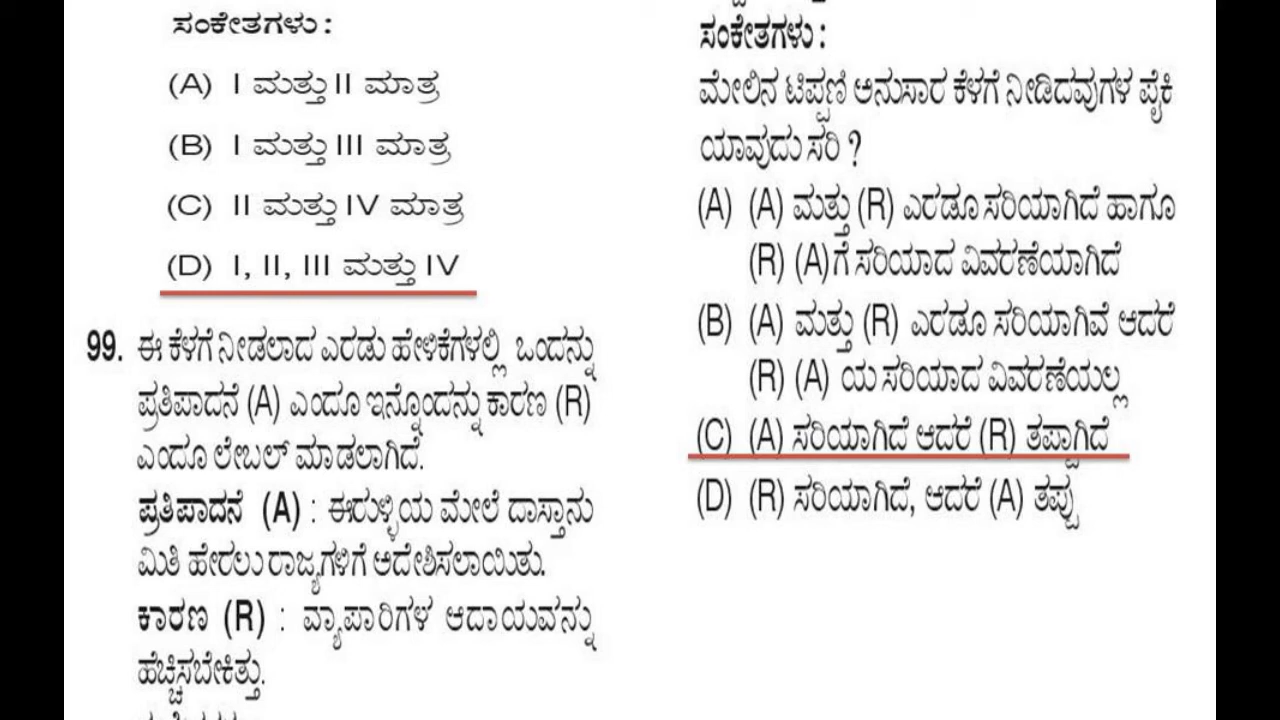 ಸಂಕೇತಗಳು :
(A) I ಮತ್ತು II ಮಾತ್ರ
(B) I ಮತ್ತು III ಮಾತ್ರ
(C) II ಮತ್ತು IV ಮಾತ್ರ
(D) I, II, III ಮತ್ತು IV
99. ಈ ಕೆಳಗೆ ನೀಡಲಾದ ಎರಡು ಹೇಳಿಕೆಗಳಲ್ಲಿ ಒಂದನ್ನು
ಪ್ರತಿಪಾದನೆ (A) ಎಂದೂ ಇನ್ನೊಂದನ್ನು ಕಾರಣ (R)
ಎಂದೂ ಲೇಬಲ್ ಮಾಡಲಾಗಿದೆ.
ಪ್ರತಿಪಾದನೆ (A) : ಈರುಳ್ಳಿಯ ಮೇಲೆ ದಾಸ್ತಾನು
ಮಿತಿ ಹೇರಲು ರಾಜ್ಯಗಳಿಗೆ ಆದೇಶಿಸಲಾಯಿತು.
ಕಾರಣ (R) : ವ್ಯಾಪಾರಿಗಳ ಆದಾಯವನ್ನು
ಹೆಚ್ಚಿಸಬೇಕಿತ್ತು.
ಸಂಕೇತಗಳು :
ಮೇಲಿನ ಟಿಪ್ಪಣಿ ಅನುಸಾರ ಕೆಳಗೆ ನೀಡಿದವುಗಳ ಪೈಕಿ
ಯಾವುದು ಸರಿ ?
(A) (A) ಮತ್ತು (R) ಎರಡೂ ಸರಿಯಾಗಿದೆ ಹಾಗೂ
(R) (A)ಗೆ ಸರಿಯಾದ ವಿವರಣೆಯಾಗಿದೆ
(B) (A) ಮತ್ತು (R) ಎರಡೂ ಸರಿಯಾಗಿವೆ ಆದರೆ
(R) (A) ಯ ಸರಿಯಾದ ವಿವರಣೆಯಲ್ಲ
(C) (A) ಸರಿಯಾಗಿದೆ ಆದರೆ (R) ತಪ್ಪಾಗಿದೆ
(D) (R) ಸರಿಯಾಗಿದೆ, ಆದರೆ (A) ತಪ್ಪು